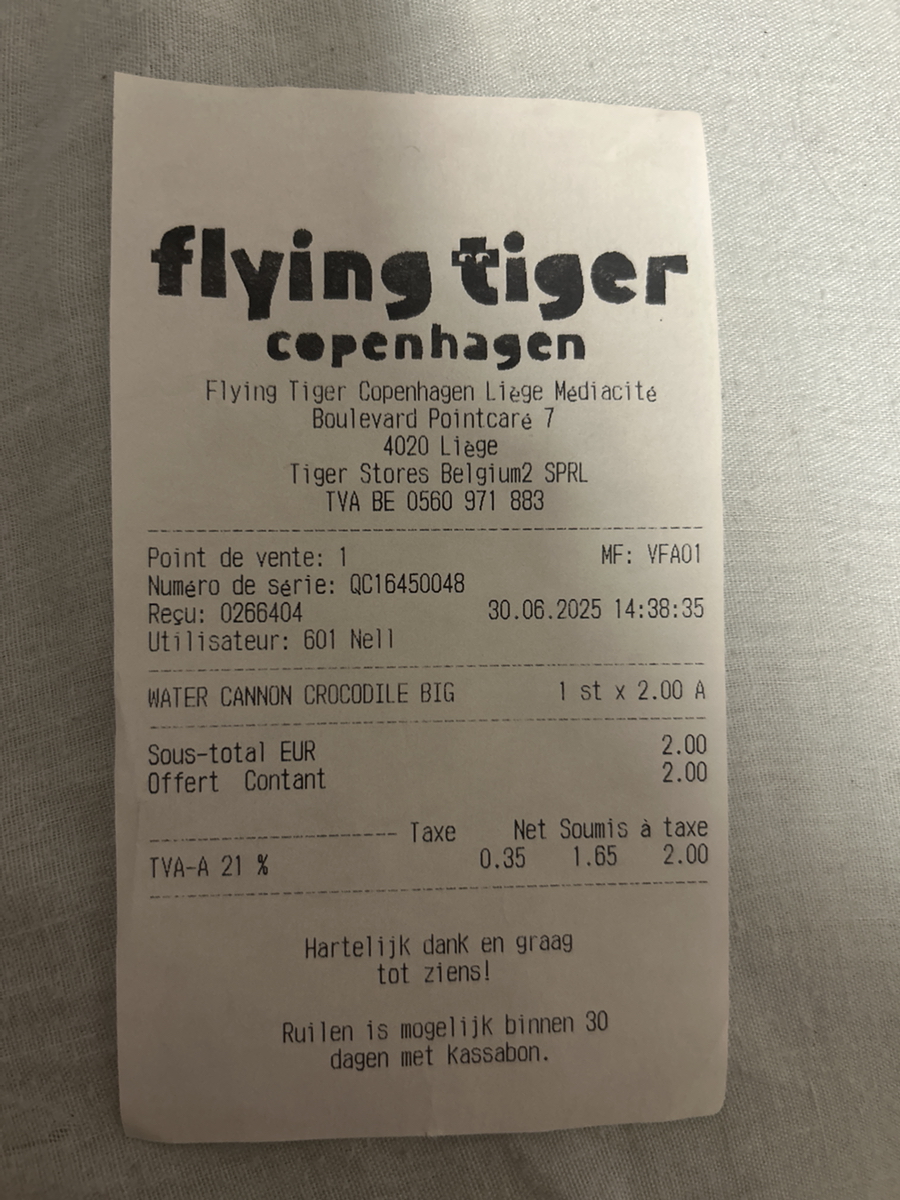 flying tiger
copenhagen
Flying Tiger Copenhagen Liège Médiacité
Boulevard Pointcaré 7
4020 Liège
Tiger Stores Belgium2 SPRL
TVA BE 0560 971 883
Point de vente: 1 MF: VFA01
Numéro de série: QC16450048
Reçu: 0266404 30.06.2025 14:38:35
Utilisateur: 601 Nell
WATER CANNON CROCODILE BIG 1 st x 2.00 A
Sous-total EUR 2.00
Offert Contant 2.00
Taxe Net Soumis à taxe
TVA-A 21 % 0.35 1.65 2.00
Hartelijk dank en graag
tot ziens!
Ruilen is mogelijk binnen 30
dagen met kassabon.